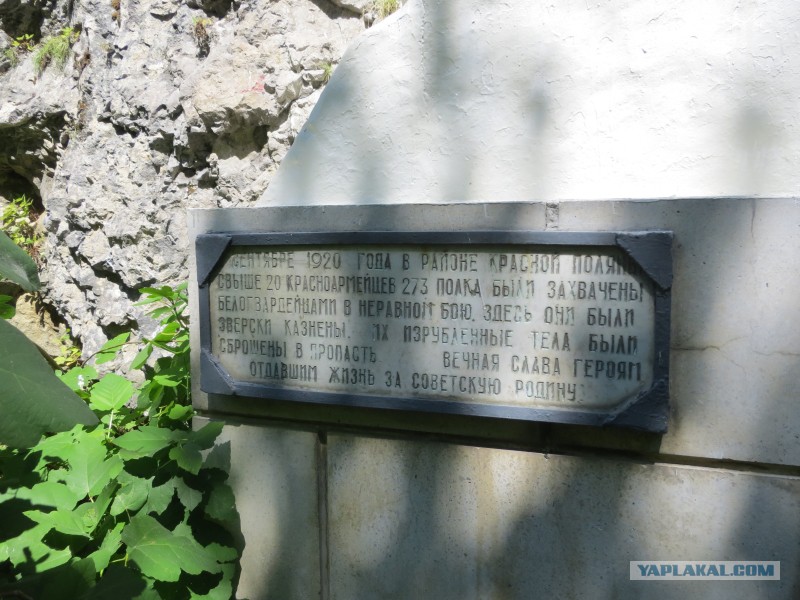 СЕНТЯБРЕ 1920 ГОДА В РАЙОНЕ КРАСНОЙ ПОЛЯНЫ
СВЫШЕ 20 КРАСНОАРМЕЙЦЕВ 273 ПОЛКА БЫЛИ ЗАХВАЧЕНЫ
БЕЛОГВАРДЕЙЦАМИ В НЕРАВНОМ БОЮ. ЗДЕСЬ ОНИ БЫЛИ
ЗВЕРСКИ КАЗНЕНЫ. ИХ ИЗРУБЛЕННЫЕ ТЕЛА БЫЛИ
СБРОШЕНЫ В ПРОПАСТЬ ВЕЧНАЯ СЛАВА ГЕРОЯМ,
ОТДАВШИМ ЖИЗНЬ ЗА СОВЕТСКУЮ РОДИНУ!
YAPLAKAL.COM